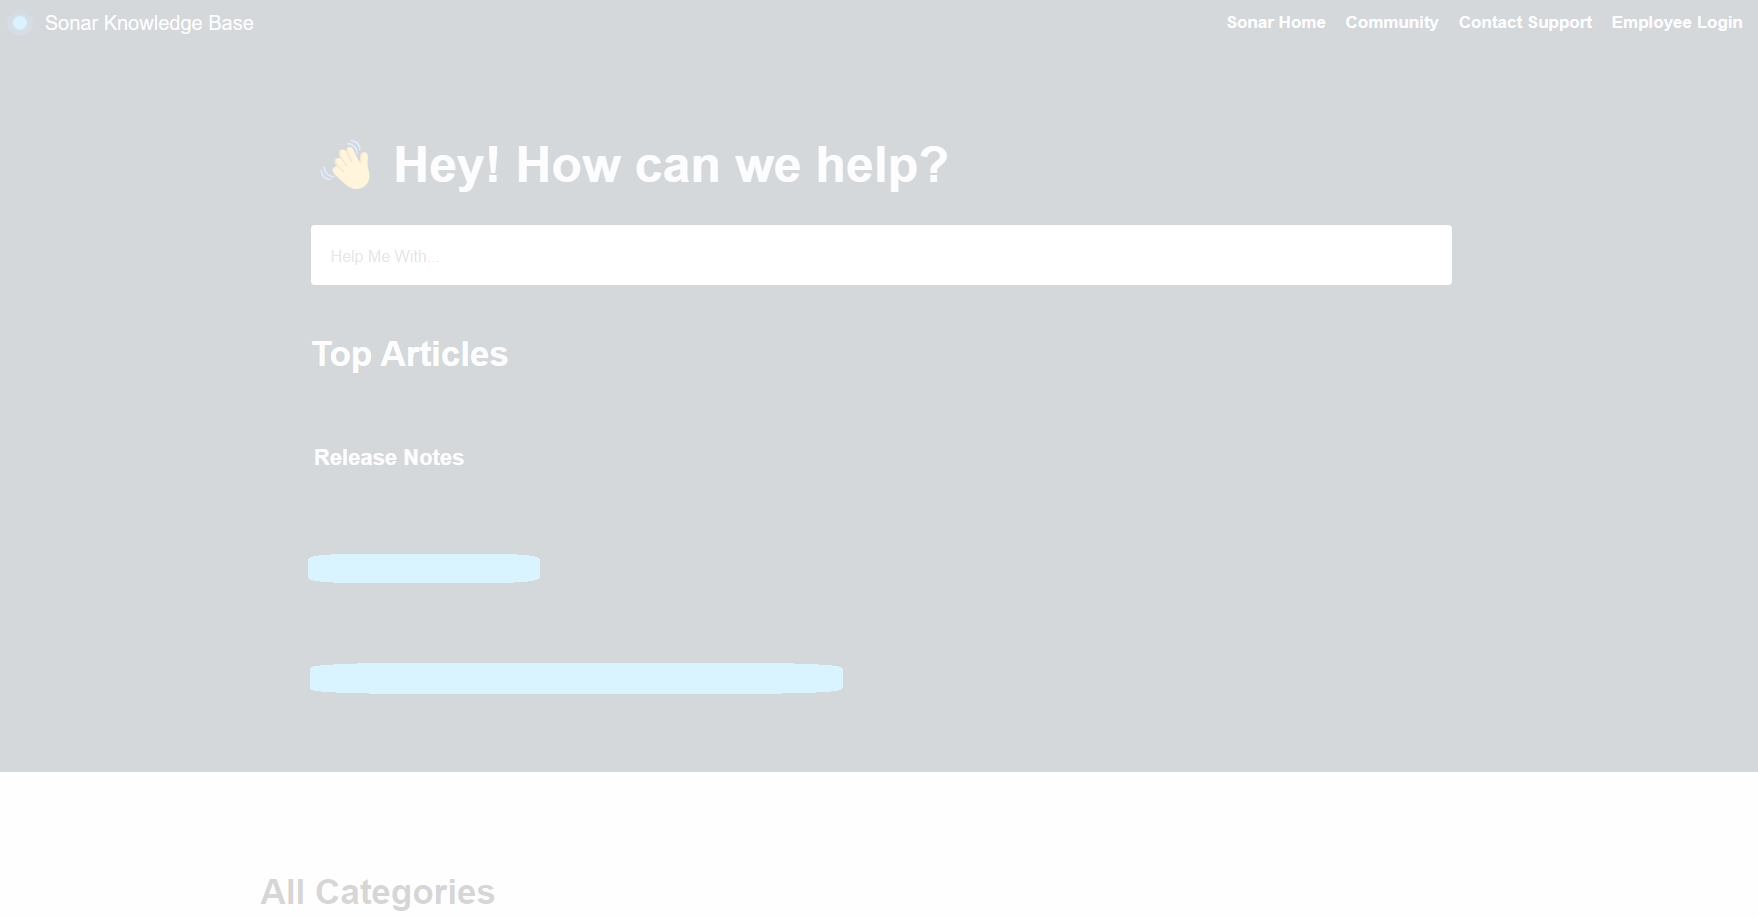 Sonar Knowledge Base
Sonar Home Community Contact Support Employee Login
Hey! How can we help?
Help Me With...
Top Articles
Release Notes
All Categories